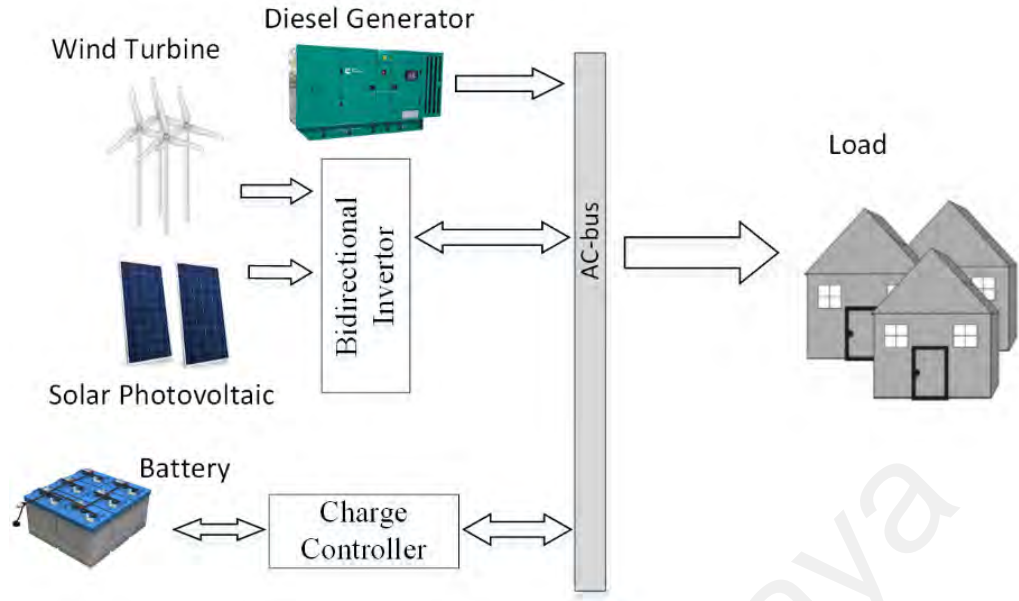 Diesel Generator
Wind Turbine
Load
Bidirectional
Invertor
AC-bus
Solar Photovoltaic
Battery
Charge
Controller